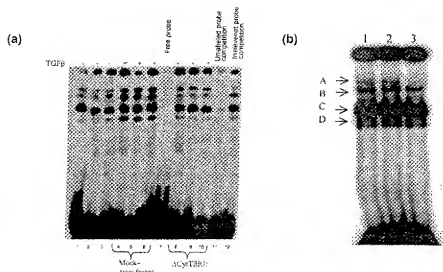 (a)
Free probe
Unlabeled probe competition
Irrelevant probe competition
TGFβ
1 2 3 4 5 6 7 8 9 10 11 12
Mock-
(b)
1 2 3
A
B
C
D